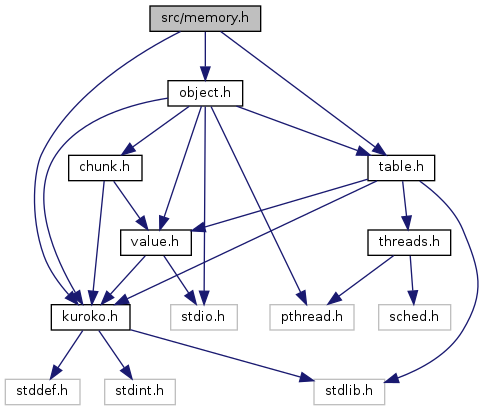 src/memory.h
object.h
chunk.h
table.h
value.h
threads.h
kuroko.h
stdio.h
pthread.h
sched.h
stddef.h
stdint.h
stdlib.h